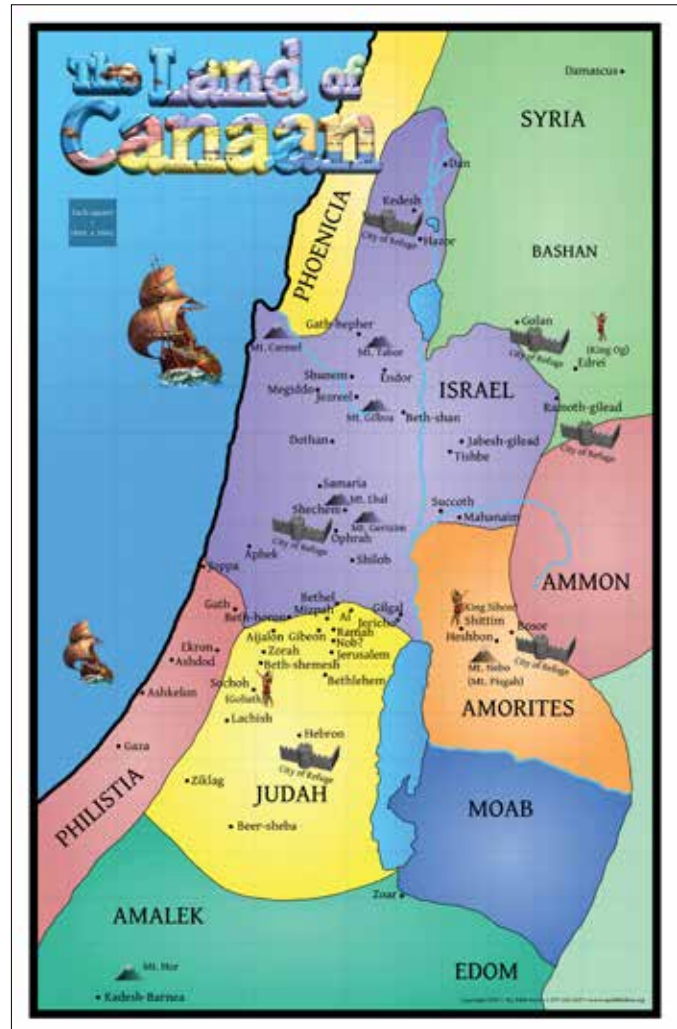 The Land of
Canaan
Damascus
SYRIA
Dan
Kedesh
City of Refuge
Hazor
PHOENICIA
BASHAN
Golan
City of Refuge
(King Og)
Edrei
Gath-hepher
Mt. Carmel
Mt. Tabor
Shunem
Endor
Megiddo
Jezreel
Mt. Gilboa
Beth-shan
ISRAEL
Ramoth-gilead
City of Refuge
Dothan
Jabesh-gilead
Tishbe
Samaria
Mt. Ebal
Shechem
Mt. Gerizim
City of Refuge
Ophrah
Succoth
Mahanaim
Aphek
Shiloh
Joppa
AMMON
Gath
Bethel
Mizpah
Ai
Gilgal
Jericho
Beth-horon
Aijalon
Gibeon
Ramah
Nob?
Jerusalem
(King Sihon)
Shittim
Heshbon
Bosor
City of Refuge
Mt. Nebo
(Mt. Pisgah)
Ekron
Ashdod
Zorah
Beth-shemesh
Bethlehem
Sochoh
(Goliath)
AMORITES
Ashkelon
Lachish
Hebron
City of Refuge
Gaza
Ziklag
JUDAH
MOAB
PHILISTIA
Beer-sheba
Zoar
AMALEK
Mt. Hor
Kadesh-Barnea
EDOM